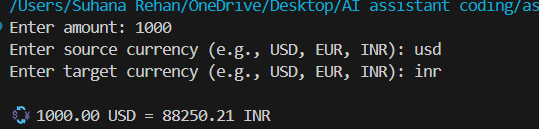 /Users/Suhana Rehan/OneDrive/Desktop/AI assistant coding/as
Enter amount: 1000
Enter source currency (e.g., USD, EUR, INR): usd
Enter target currency (e.g., USD, EUR, INR): inr
💱 1000.00 USD = 88250.21 INR